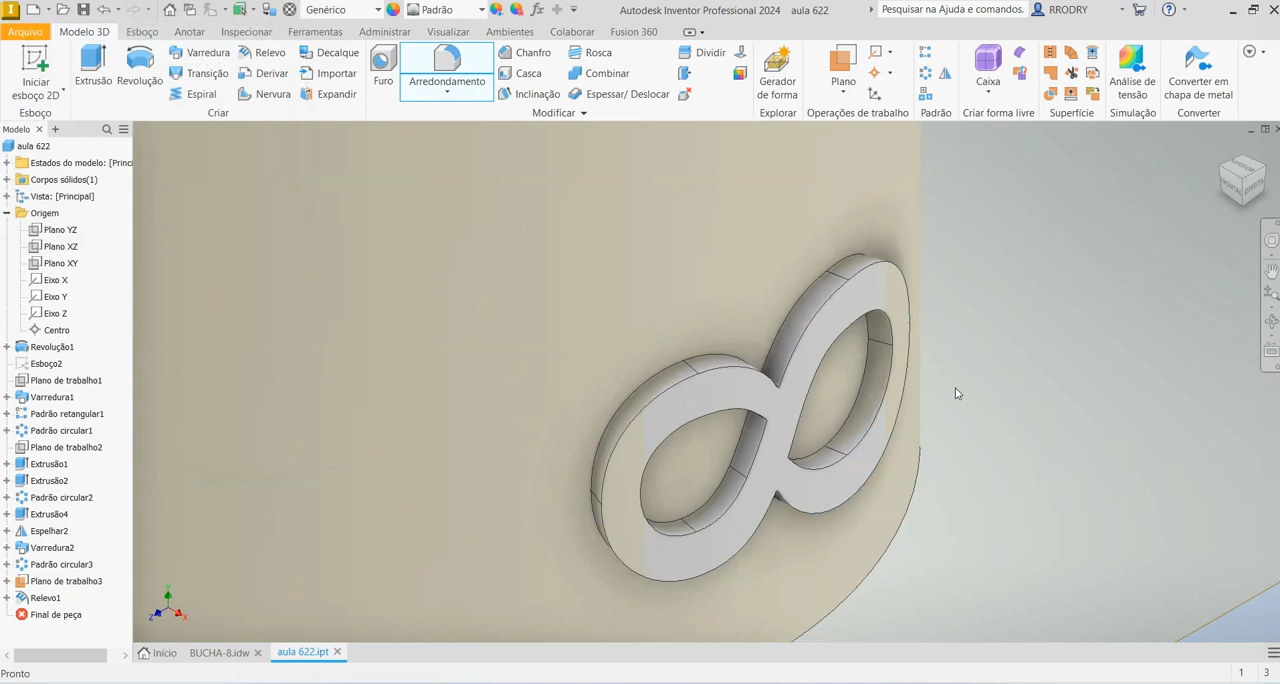 Genérico
Padrão
Autodesk Inventor Professional 2024 aula 622
Pesquisar na Ajuda e comandos.
RRODRY
Arquivo
Modelo 3D
Esboço
Anotar
Inspecionar
Ferramentas
Administrar
Visualizar
Ambientes
Colaborar
Fusion 360
Iniciar
esboço 2D
Esboço
Extrusão
Revolução
Varredura
Transição
Espiral
Relevo
Derivar
Nervura
Decalque
Importar
Expandir
Criar
Furo
Arredondamento
Chanfro
Casca
Inclinação
Rosca
Combinar
Espessar/ Deslocar
Dividir
Modificar
Gerador
de forma
Explorar
Plano
Operações de trabalho
Padrão
Caixa
Criar forma livre
Superfície
Análise de
tensão
Simulação
Converter em
chapa de metal
Converter
Modelo
aula 622
Estados do modelo: [Princi
Corpos sólidos(1)
Vista: [Principal]
Origem
Plano YZ
Plano XZ
Plano XY
Eixo X
Eixo Y
Eixo Z
Centro
Revolução1
Esboço2
Plano de trabalho1
Varredura1
Padrão retangular1
Padrão circular1
Plano de trabalho2
Extrusão1
Extrusão2
Padrão circular2
Extrusão4
Espelhar2
Varredura2
Padrão circular3
Plano de trabalho3
Relevo1
Final de peça
FRONTAL
DIREITA
Y
Z
X
Início
BUCHA-8.idw
aula 622.ipt
Pronto
1
3